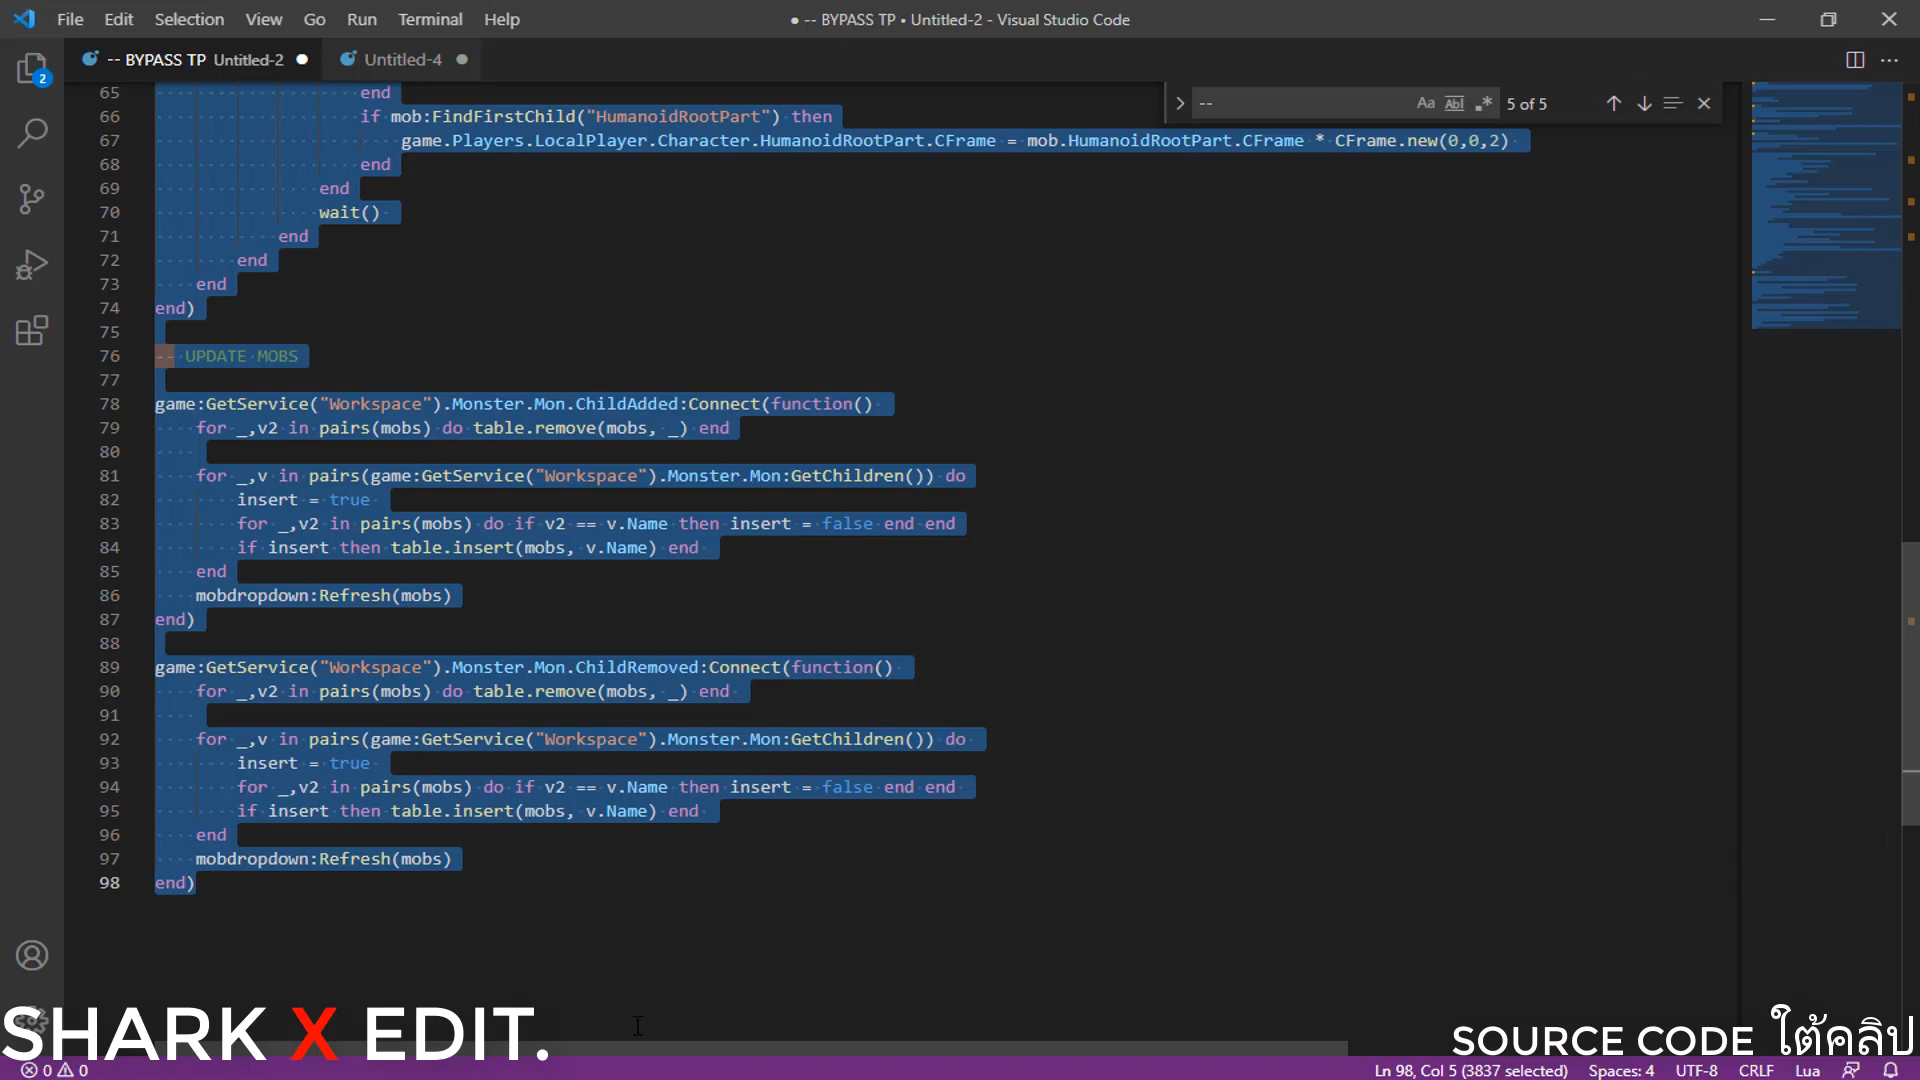 File Edit Selection View Go Run Terminal Help
● -- BYPASS TP • Untitled-2 - Visual Studio Code
-- BYPASS TP Untitled-2 ●
Untitled-4 ●
2
>
--
Aa Abl .*
5 of 5
65 end
66 if mob:FindFirstChild("HumanoidRootPart") then
67 game.Players.LocalPlayer.Character.HumanoidRootPart.CFrame = mob.HumanoidRootPart.CFrame * CFrame.new(0,0,2)
68 end
69 end
70 wait()
71 end
72 end
73 end
74 end)
75
76 -- UPDATE MOBS
77
78 game:GetService("Workspace").Monster.Mon.ChildAdded:Connect(function()
79 for _,v2 in pairs(mobs) do table.remove(mobs, _) end
80
81 for _,v in pairs(game:GetService("Workspace").Monster.Mon:GetChildren()) do
82 insert = true
83 for _,v2 in pairs(mobs) do if v2 == v.Name then insert = false end end
84 if insert then table.insert(mobs, v.Name) end
85 end
86 mobdropdown:Refresh(mobs)
87 end)
88
89 game:GetService("Workspace").Monster.Mon.ChildRemoved:Connect(function()
90 for _,v2 in pairs(mobs) do table.remove(mobs, _) end
91
92 for _,v in pairs(game:GetService("Workspace").Monster.Mon:GetChildren()) do
93 insert = true
94 for _,v2 in pairs(mobs) do if v2 == v.Name then insert = false end end
95 if insert then table.insert(mobs, v.Name) end
96 end
97 mobdropdown:Refresh(mobs)
98 end)
SHARK X EDIT.
SOURCE CODE ใต้คลิป
0 0
Ln 98, Col 5 (3837 selected) Spaces: 4 UTF-8 CRLF Lua